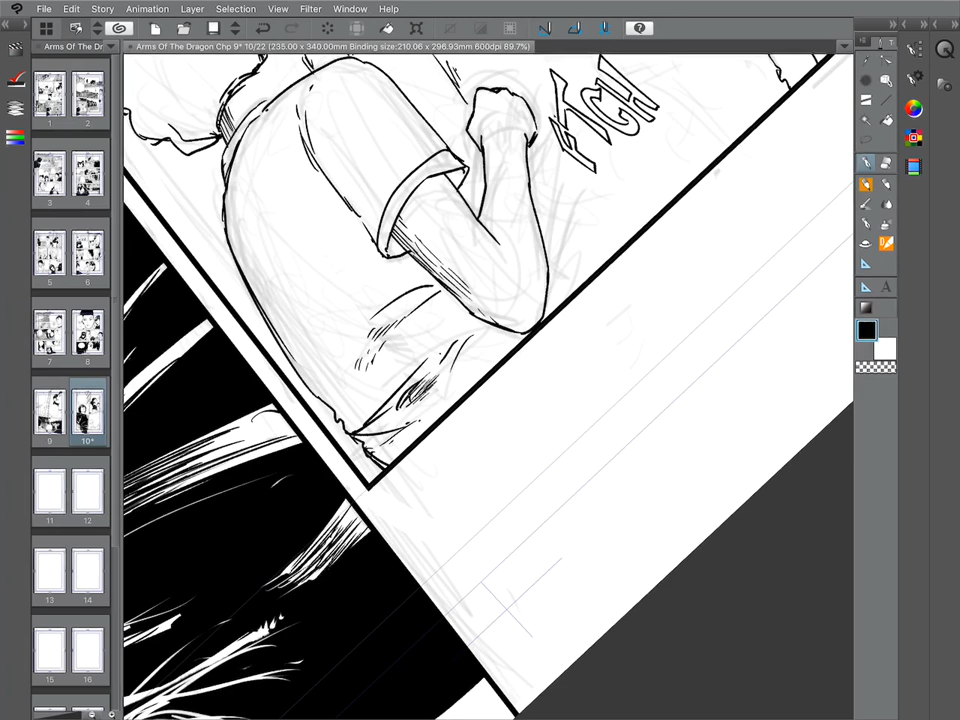 File Edit Story Animation Layer Selection View Filter Window Help
Arms Of The Dr
Arms Of The Dragon Chp 9* 10/22 (235.00 x 340.00mm Binding size:210.06 x 296.93mm 600dpi 89.7%)
1 2
3 4
5 6
7 8
9 10*
11 12
13 14
15 16
A
T
?